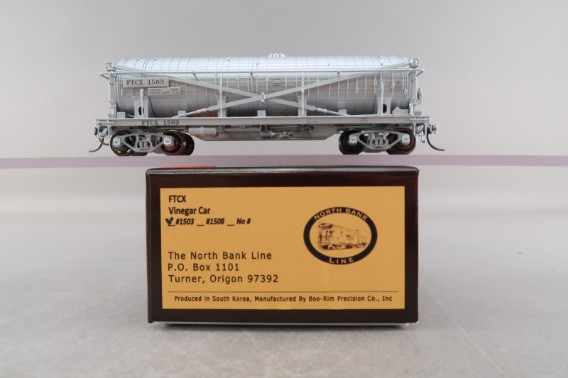 FTCX 1503
FTCX 1503
FTCX
Vinegar Car
✓#1503 __ #1508 __ No #
NORTH BANK
LINE
The North Bank Line
P.O. Box 1101
Turner, Origon 97392
Produced in South Korea, Manufactured By Boo-Rim Precision Co., Inc